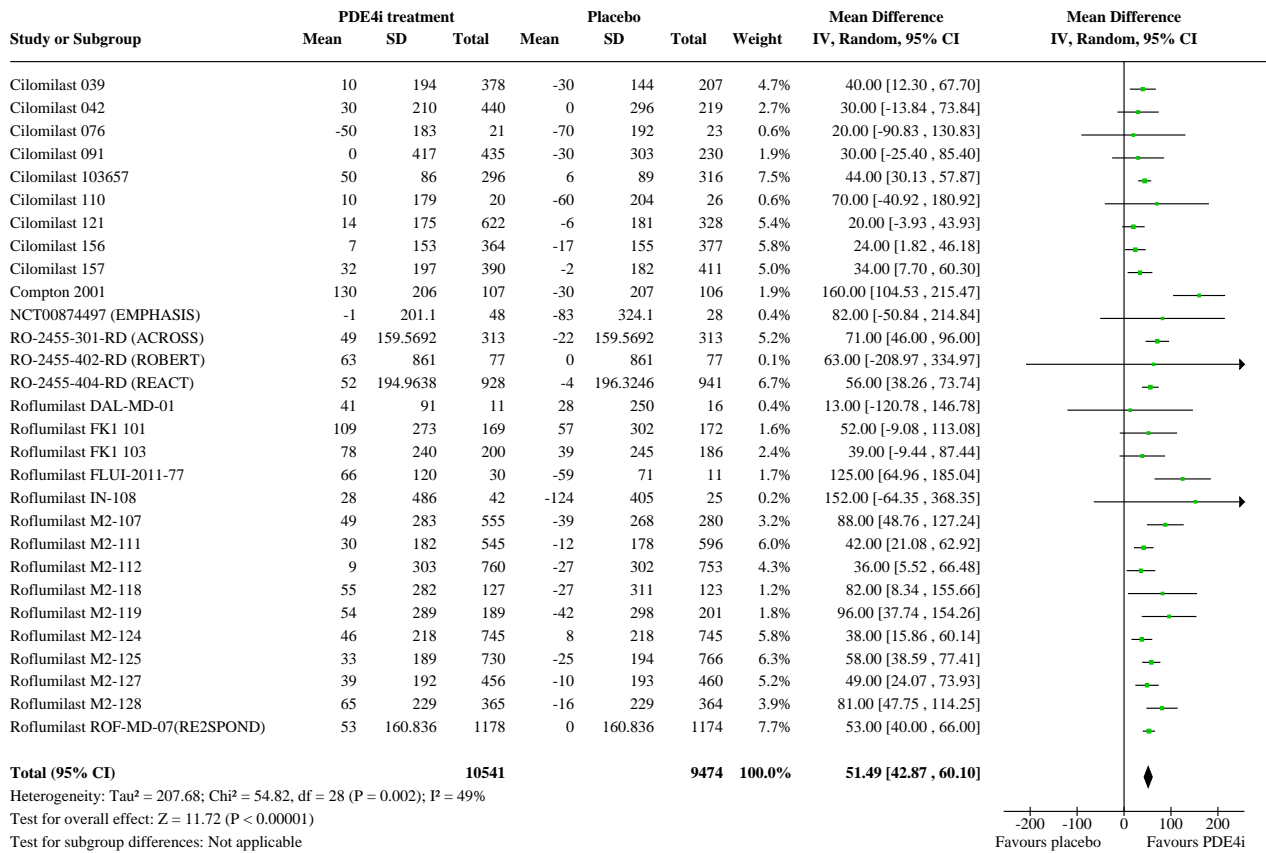 PDE4i treatment Placebo Mean Difference Mean Difference
Study or Subgroup Mean SD Total Mean SD Total Weight IV, Random, 95% CI IV, Random, 95% CI
Cilomilast 039 10 194 378 -30 144 207 4.7% 40.00 [12.30 , 67.70]
Cilomilast 042 30 210 440 0 296 219 2.7% 30.00 [-13.84 , 73.84]
Cilomilast 076 -50 183 21 -70 192 23 0.6% 20.00 [-90.83 , 130.83]
Cilomilast 091 0 417 435 -30 303 230 1.9% 30.00 [-25.40 , 85.40]
Cilomilast 103657 50 86 296 6 89 316 7.5% 44.00 [30.13 , 57.87]
Cilomilast 110 10 179 20 -60 204 26 0.6% 70.00 [-40.92 , 180.92]
Cilomilast 121 14 175 622 -6 181 328 5.4% 20.00 [-3.93 , 43.93]
Cilomilast 156 7 153 364 -17 155 377 5.8% 24.00 [1.82 , 46.18]
Cilomilast 157 32 197 390 -2 182 411 5.0% 34.00 [7.70 , 60.30]
Compton 2001 130 206 107 -30 207 106 1.9% 160.00 [104.53 , 215.47]
NCT00874497 (EMPHASIS) -1 201.1 48 -83 324.1 28 0.4% 82.00 [-50.84 , 214.84]
RO-2455-301-RD (ACROSS) 49 159.5692 313 -22 159.5692 313 5.2% 71.00 [46.00 , 96.00]
RO-2455-402-RD (ROBERT) 63 861 77 0 861 77 0.1% 63.00 [-208.97 , 334.97]
RO-2455-404-RD (REACT) 52 194.9638 928 -4 196.3246 941 6.7% 56.00 [38.26 , 73.74]
Roflumilast DAL-MD-01 41 91 11 28 250 16 0.4% 13.00 [-120.78 , 146.78]
Roflumilast FK1 101 109 273 169 57 302 172 1.6% 52.00 [-9.08 , 113.08]
Roflumilast FK1 103 78 240 200 39 245 186 2.4% 39.00 [-9.44 , 87.44]
Roflumilast FLUI-2011-77 66 120 30 -59 71 11 1.7% 125.00 [64.96 , 185.04]
Roflumilast IN-108 28 486 42 -124 405 25 0.2% 152.00 [-64.35 , 368.35]
Roflumilast M2-107 49 283 555 -39 268 280 3.2% 88.00 [48.76 , 127.24]
Roflumilast M2-111 30 182 545 -12 178 596 6.0% 42.00 [21.08 , 62.92]
Roflumilast M2-112 9 303 760 -27 302 753 4.3% 36.00 [5.52 , 66.48]
Roflumilast M2-118 55 282 127 -27 311 123 1.2% 82.00 [8.34 , 155.66]
Roflumilast M2-119 54 289 189 -42 298 201 1.8% 96.00 [37.74 , 154.26]
Roflumilast M2-124 46 218 745 8 218 745 5.8% 38.00 [15.86 , 60.14]
Roflumilast M2-125 33 189 730 -25 194 766 6.3% 58.00 [38.59 , 77.41]
Roflumilast M2-127 39 192 456 -10 193 460 5.2% 49.00 [24.07 , 73.93]
Roflumilast M2-128 65 229 365 -16 229 364 3.9% 81.00 [47.75 , 114.25]
Roflumilast ROF-MD-07(RE2SPOND) 53 160.836 1178 0 160.836 1174 7.7% 53.00 [40.00 , 66.00]
Total (95% CI) 10541 9474 100.0% 51.49 [42.87 , 60.10]
Heterogeneity: Tau² = 207.68; Chi² = 54.82, df = 28 (P = 0.002); I² = 49%
Test for overall effect: Z = 11.72 (P < 0.00001)
Test for subgroup differences: Not applicable
-200 -100 0 100 200
Favours placebo Favours PDE4i